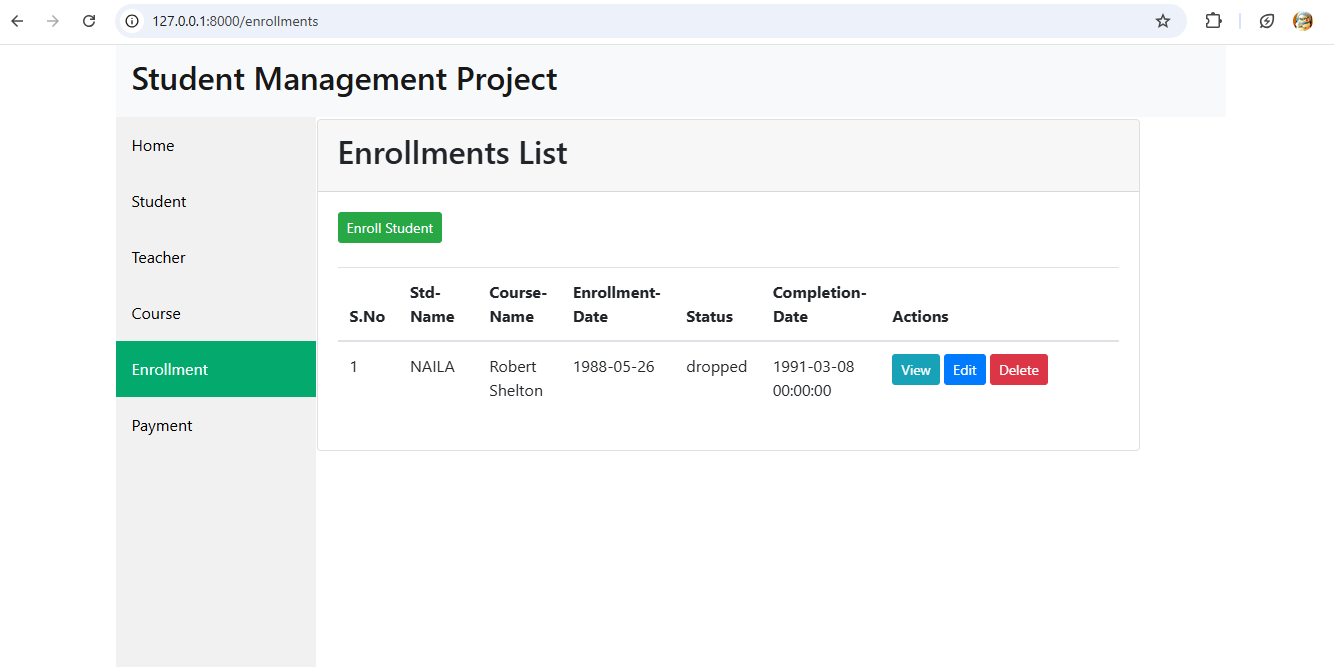 127.0.0.1:8000/enrollments
Student Management Project
Home
Student
Teacher
Course
Enrollment
Payment
Enrollments List
Enroll Student
S.No Std-Name Course-Name Enrollment-Date Status Completion-Date Actions
1 NAILA Robert Shelton 1988-05-26 dropped 1991-03-08 00:00:00 View Edit Delete